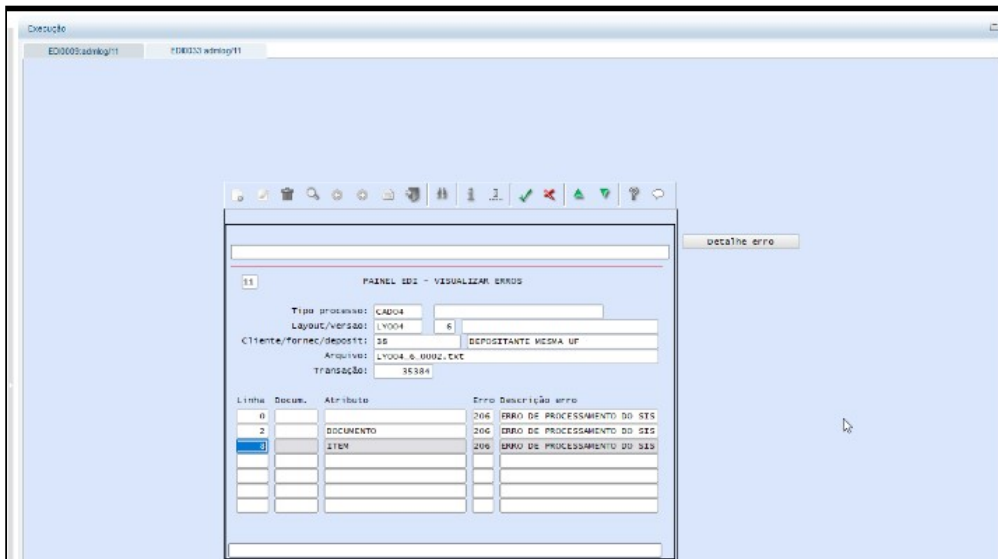 Execução
EDI0009:admlog/11 EDI0033 admlog/11
Detalhe erro
11 PAINEL EDI - VISUALIZAR ERROS
Tipo processo: CAD04
Layout/versao: LY004 6
Cliente/fornec/deposit: 36 DEPOSITANTE MESMA UF
Arquivo: LY004_6_0002.txt
Transação: 35384
Linha Docum. Atributo Erro Descrição erro
0 206 ERRO DE PROCESSAMENTO DO SIS
2 DOCUMENTO 206 ERRO DE PROCESSAMENTO DO SIS
ITEM 206 ERRO DE PROCESSAMENTO DO SIS